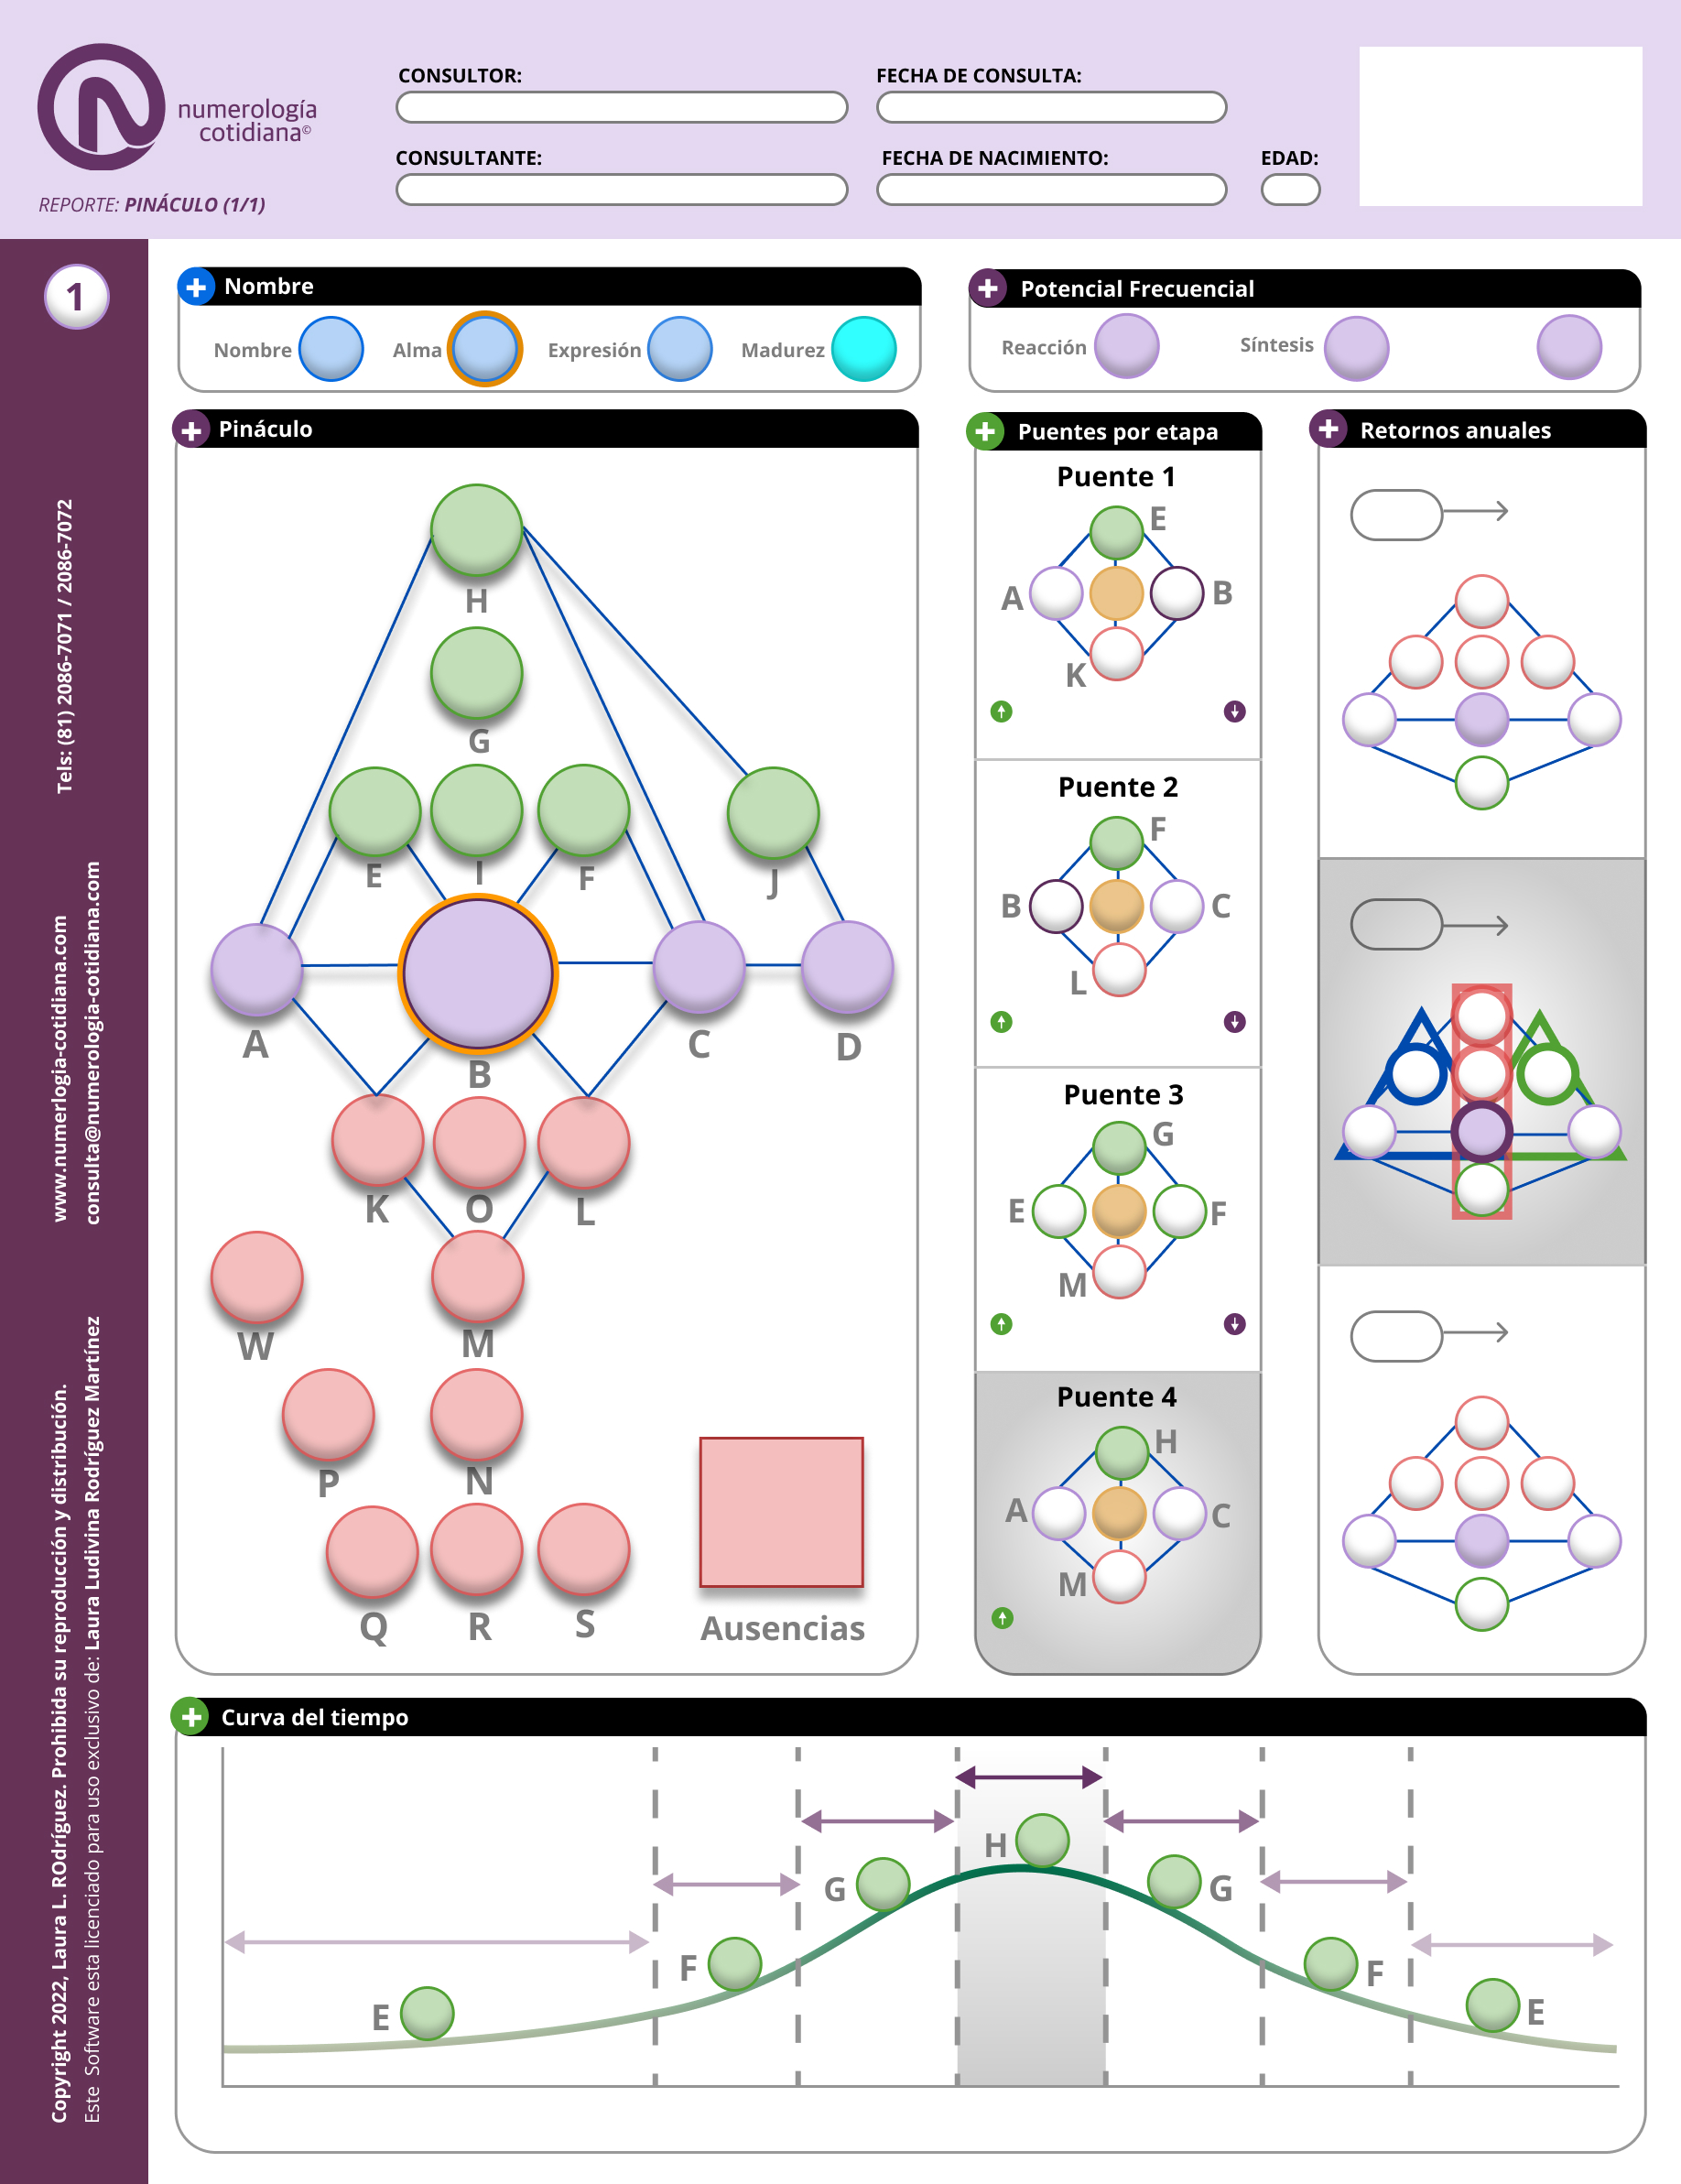 numerología
cotidiana©
REPORTE: PINÁCULO (1/1)
CONSULTOR:
FECHA DE CONSULTA:
CONSULTANTE:
FECHA DE NACIMIENTO:
EDAD:
1
Tels: (81) 2086-7071 / 2086-7072
www.numerlogia-cotidiana.com
consulta@numerologia-cotidiana.com
Copyright 2022, Laura L. ROdríguez. Prohibida su reproducción y distribución.
Este Software esta licenciado para uso exclusivo de: Laura Ludivina Rodríguez Martínez
Nombre
Nombre
Alma
Expresión
Madurez
Potencial Frecuencial
Reacción
Síntesis
Pináculo
H
G
E
I
F
J
A
B
C
D
K
O
L
W
M
P
N
Q
R
S
Ausencias
Puentes por etapa
Puente 1
E
A
B
K
Puente 2
F
B
C
L
Puente 3
G
E
F
M
Puente 4
H
A
C
M
Retornos anuales
Curva del tiempo
E
F
G
H
G
F
E